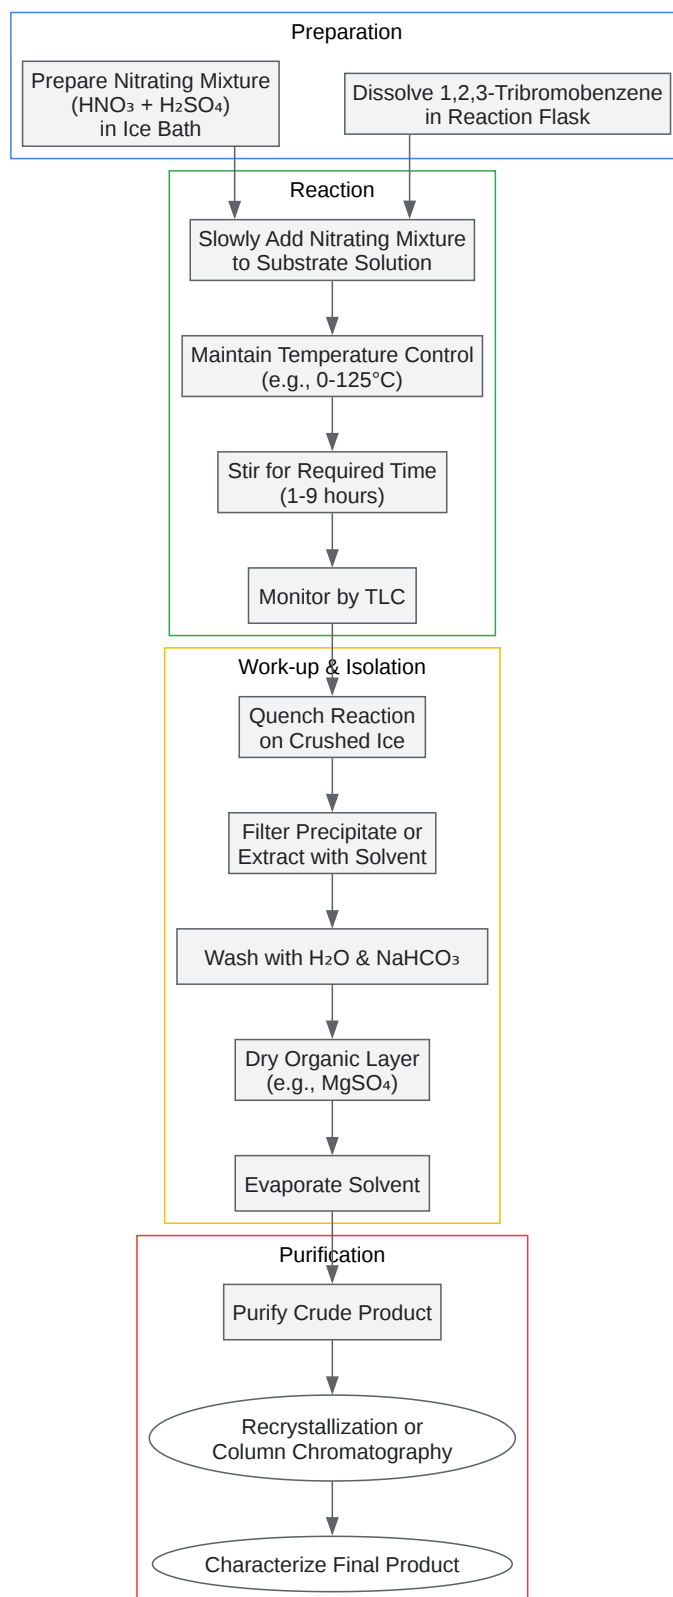 Preparation
Prepare Nitrating Mixture
(HNO₃ + H₂SO₄)
in Ice Bath
Dissolve 1,2,3-Tribromobenzene
in Reaction Flask
Reaction
Slowly Add Nitrating Mixture
to Substrate Solution
Maintain Temperature Control
(e.g., 0-125°C)
Stir for Required Time
(1-9 hours)
Monitor by TLC
Work-up & Isolation
Quench Reaction
on Crushed Ice
Filter Precipitate or
Extract with Solvent
Wash with H₂O & NaHCO₃
Dry Organic Layer
(e.g., MgSO₄)
Evaporate Solvent
Purification
Purify Crude Product
Recrystallization or
Column Chromatography
Characterize Final Product